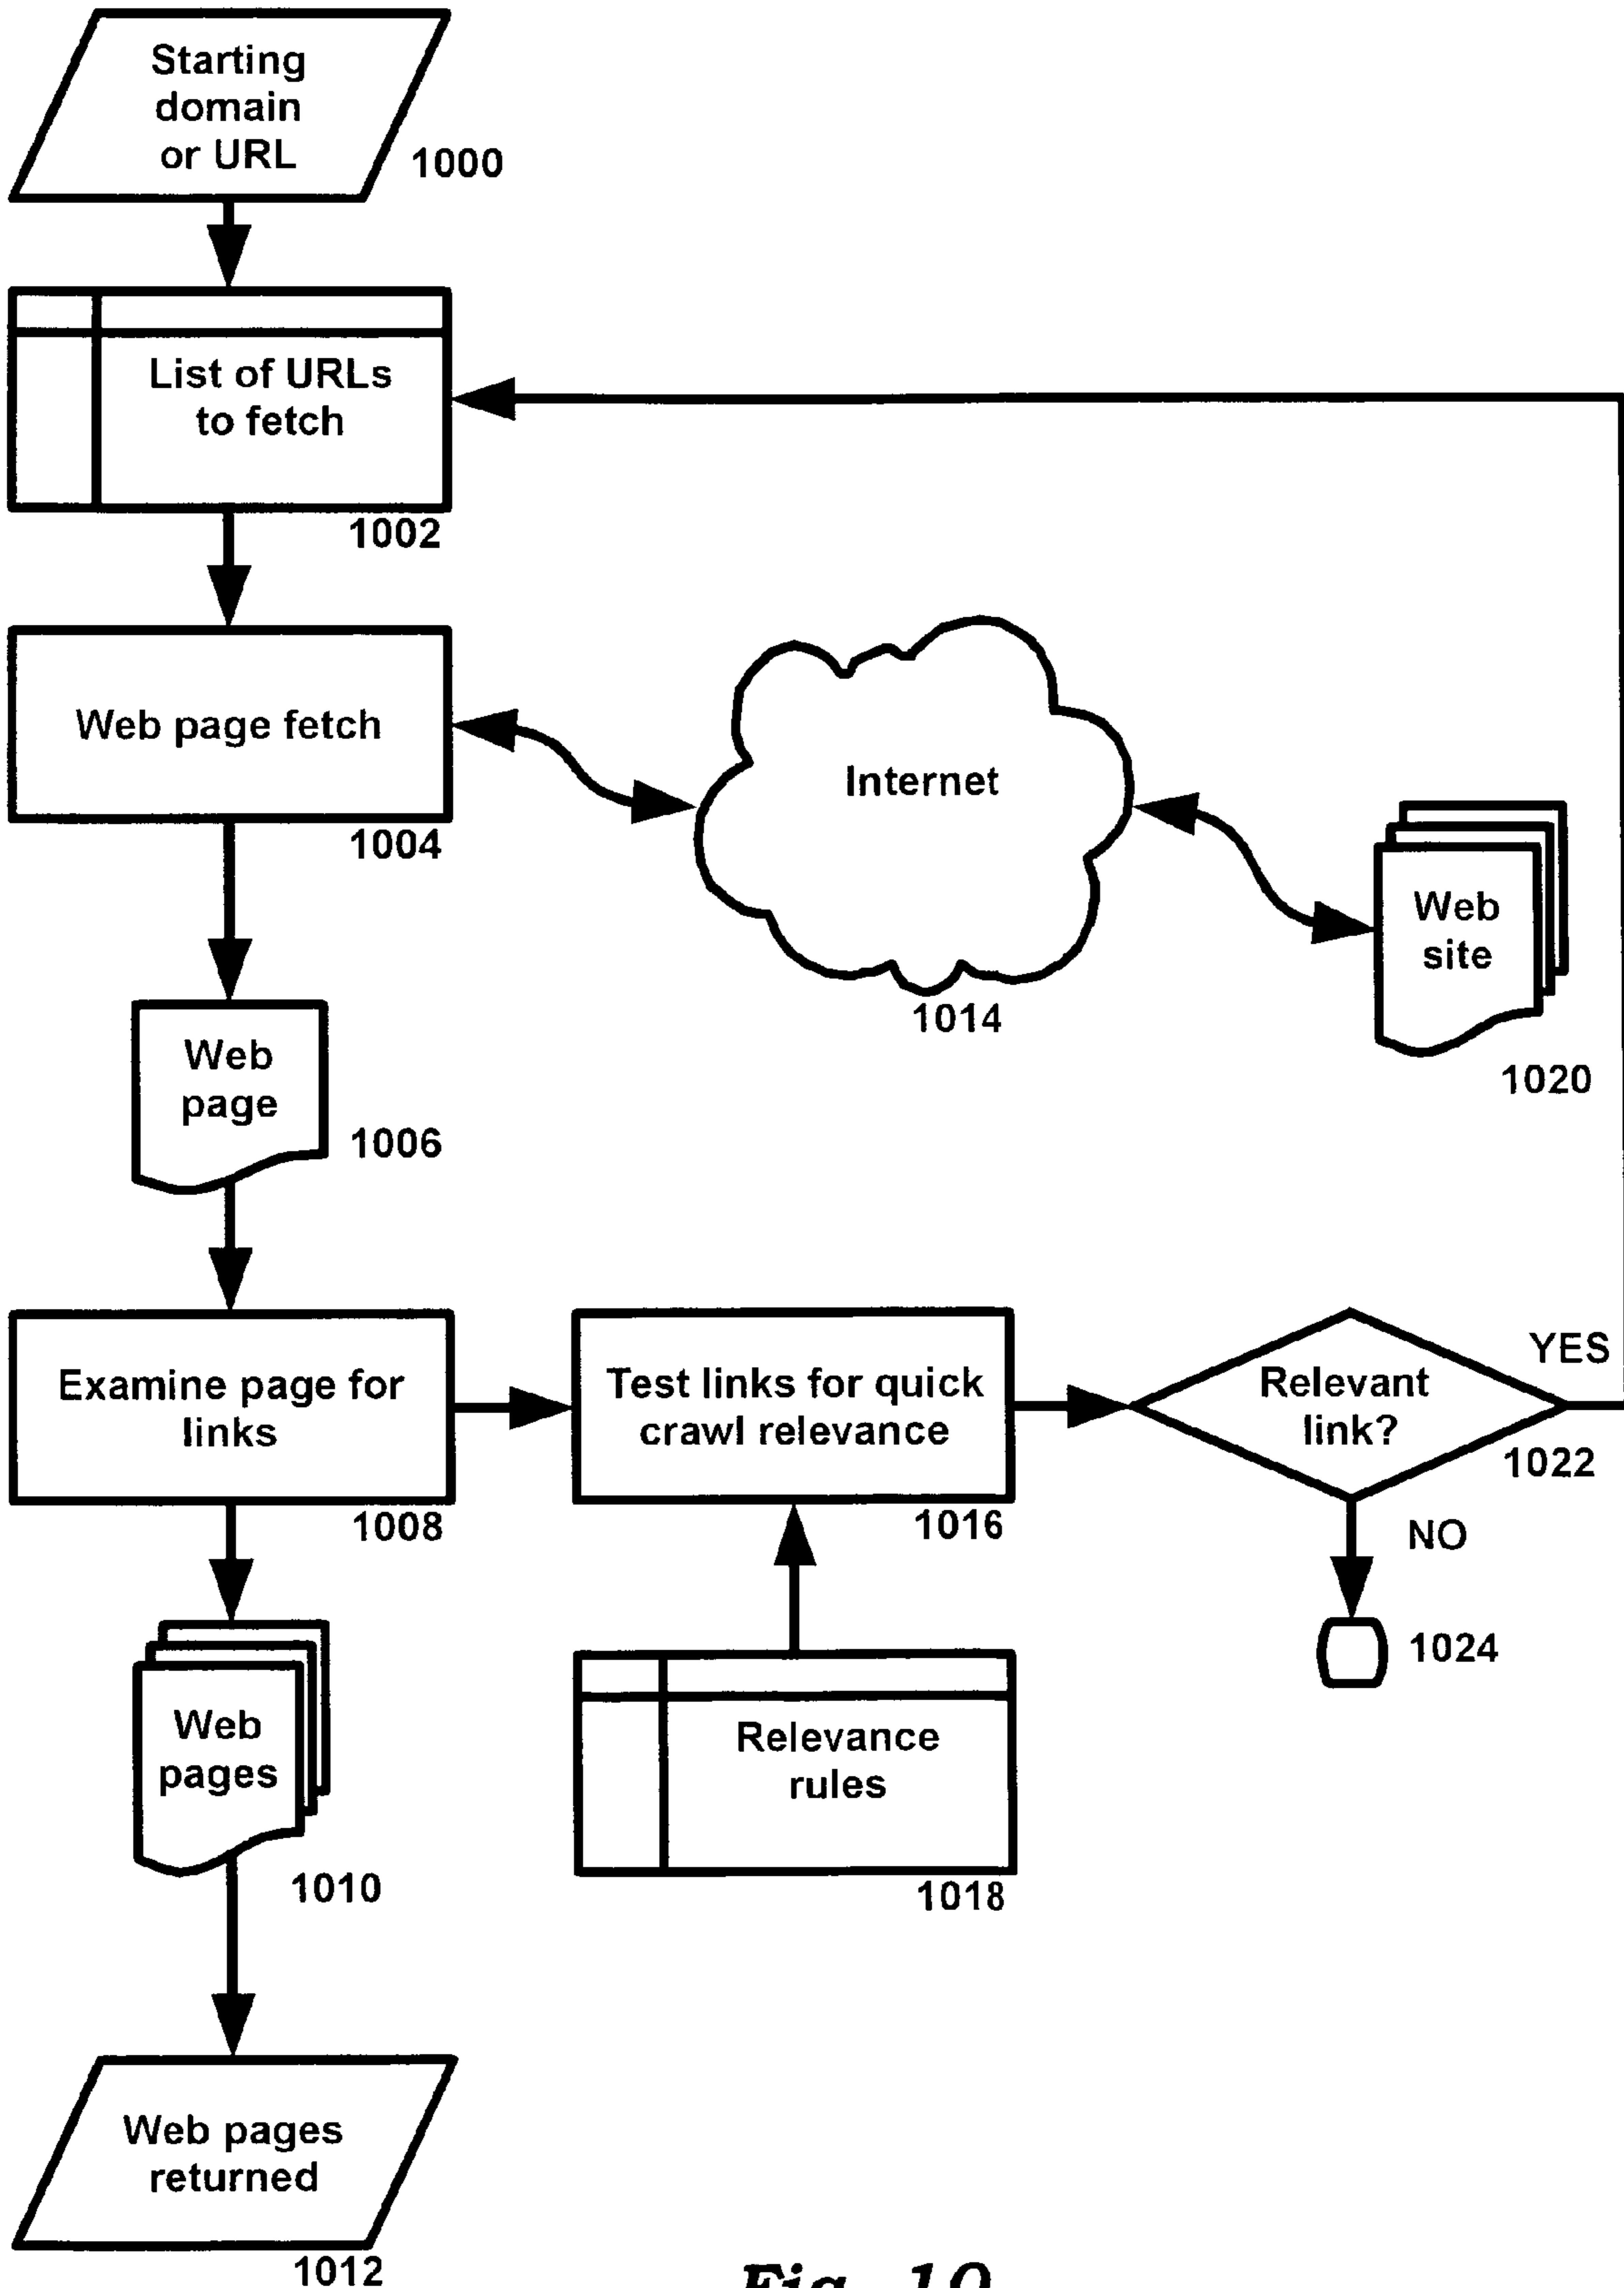 Starting
domain
or URL
1000
List of URLs
to fetch
1002
Web page fetch
1004
Internet
1014
Web
site
1020
Web
page
1006
Examine page for
links
1008
Test links for quick
crawl relevance
1016
Relevant
link?
YES
1022
NO
1024
Web
pages
1010
Relevance
rules
1018
Web pages
returned
1012
Fig. 10